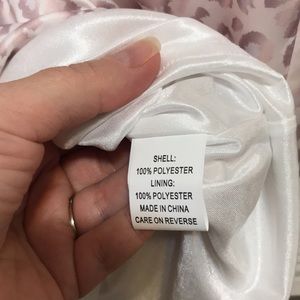 SHELL:
100% POLYESTER
LINING:
100% POLYESTER
MADE IN CHINA
CARE ON REVERSE